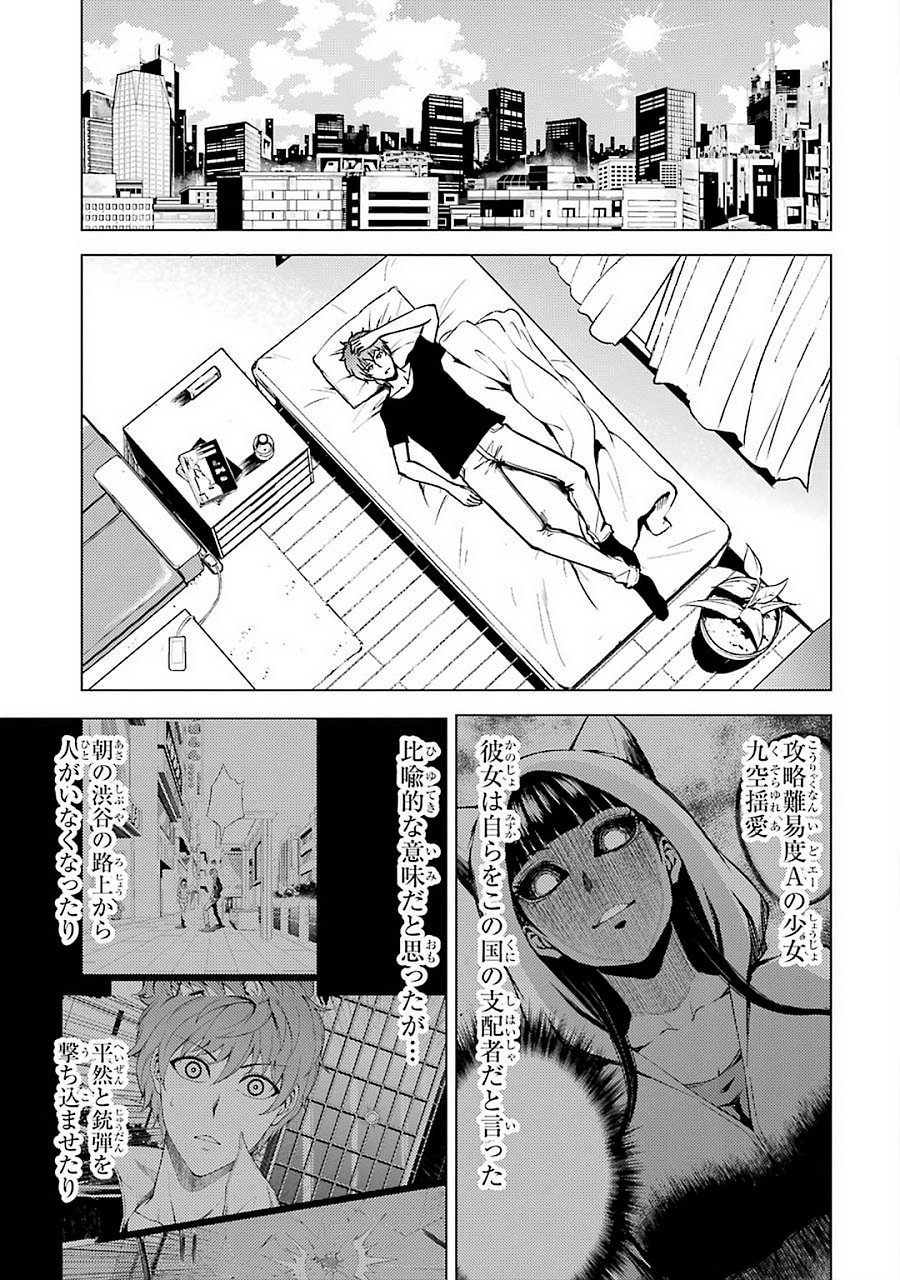 攻略難易度Aの少女
九空揺愛
彼女は自らをこの国の支配者だと言った
比喩的な意味だと思ったが…
朝の渋谷の路上から
人がいなくなったり
平然と銃弾を
撃ち込ませたり